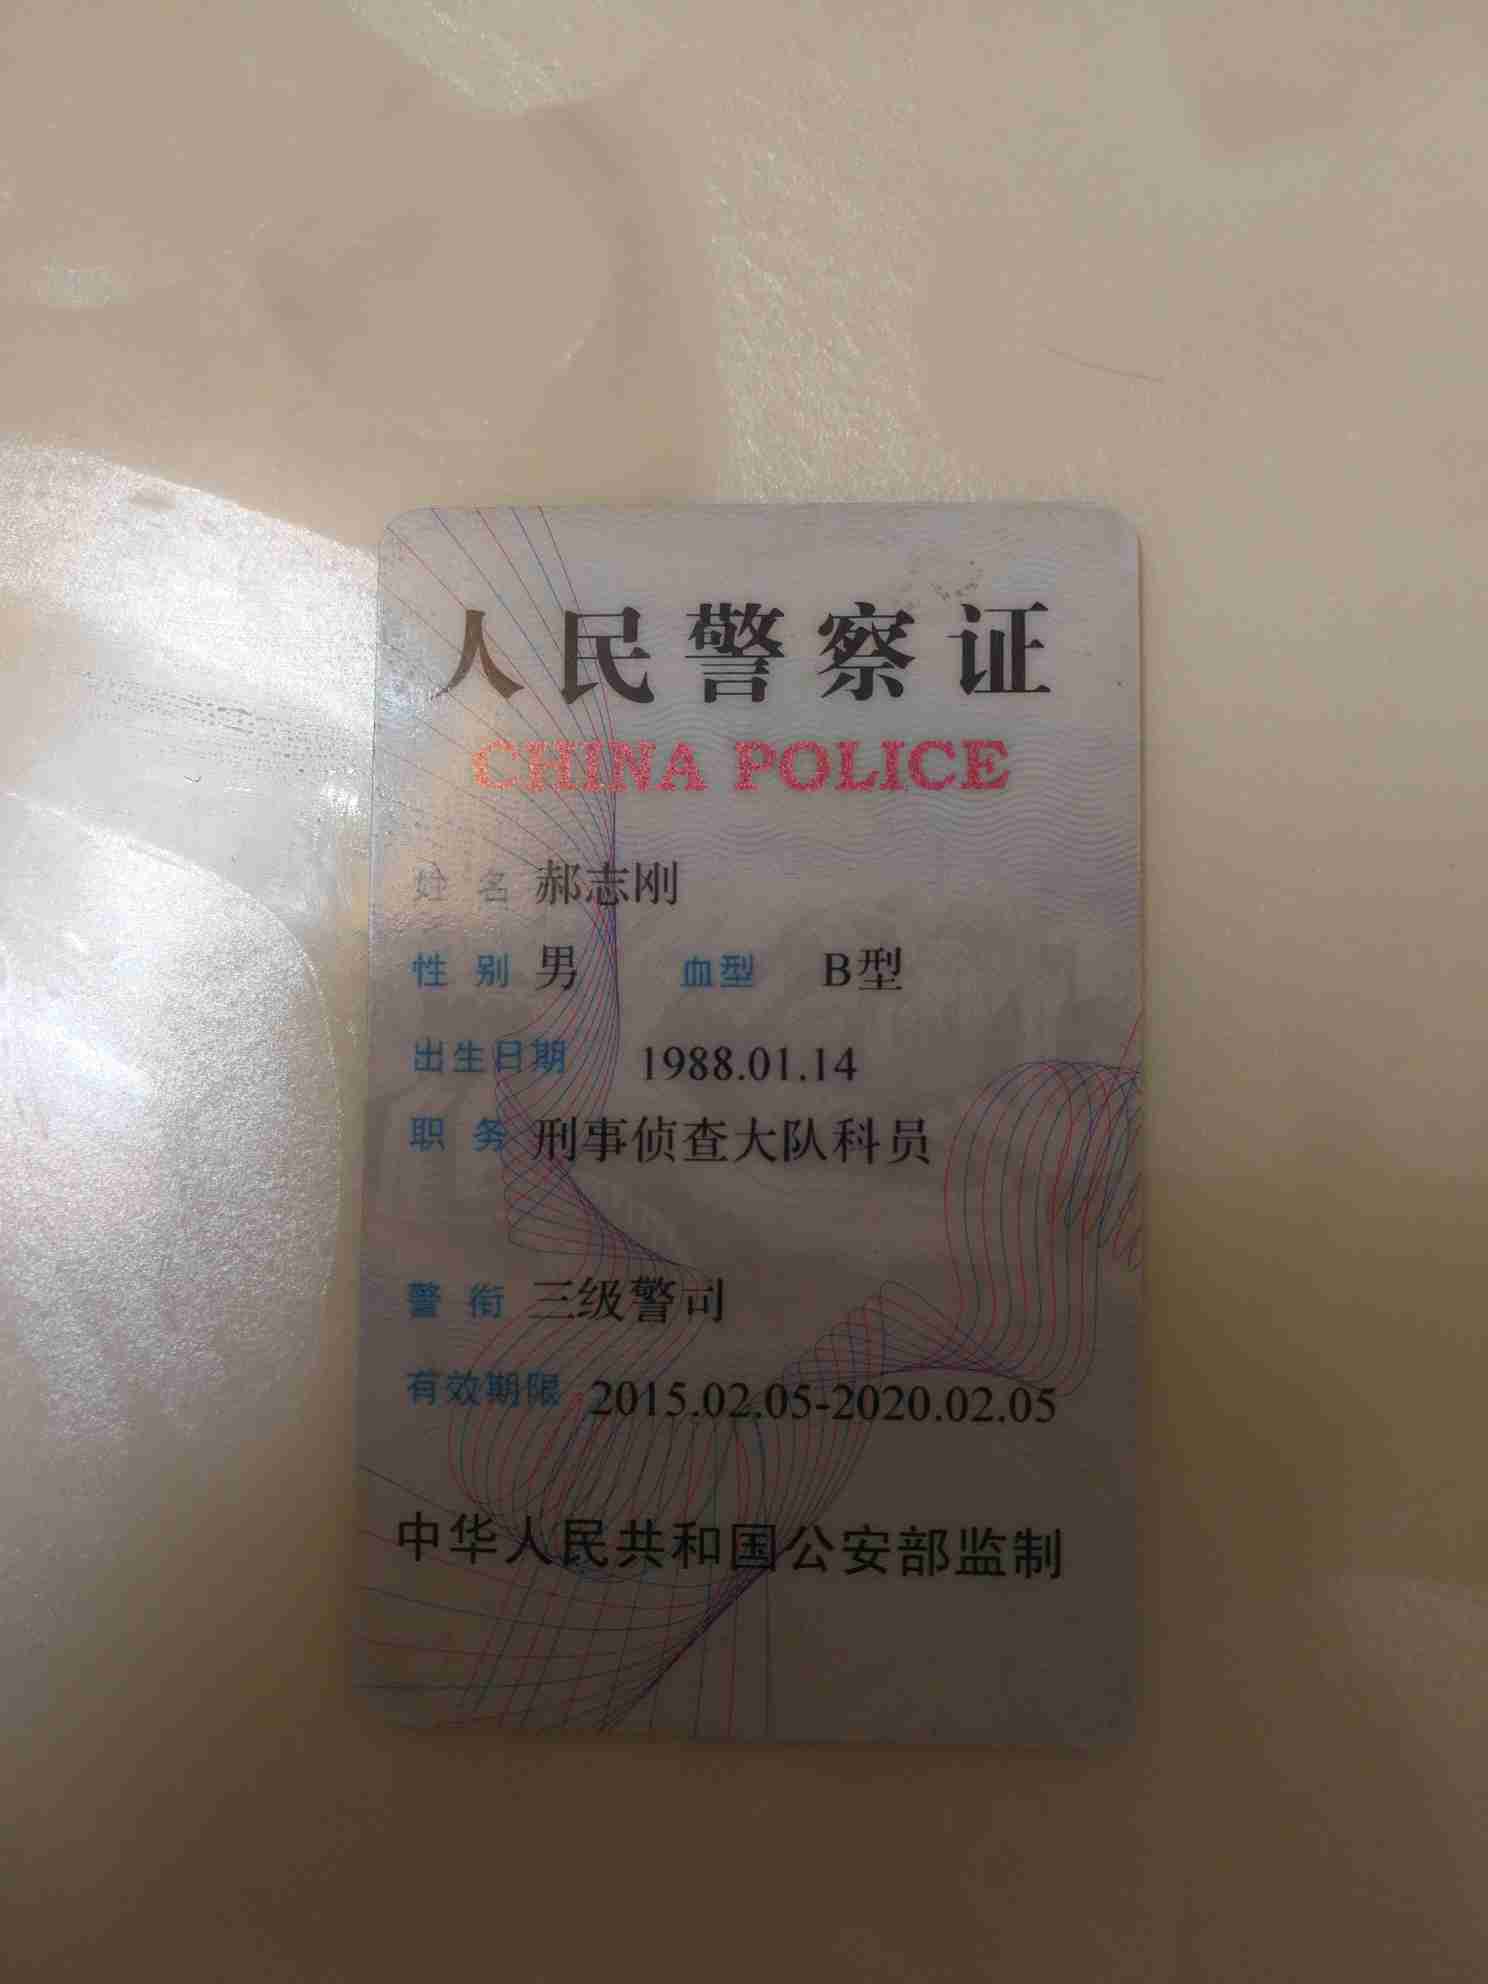 人民警察证
CHINA POLICE
姓 名 郝志刚
性 别 男 血型 B型
出生日期 1988.01.14
职 务 刑事侦查大队科员
警 衔 三级警司
有效期限 2015.02.05-2020.02.05
中华人民共和国公安部监制